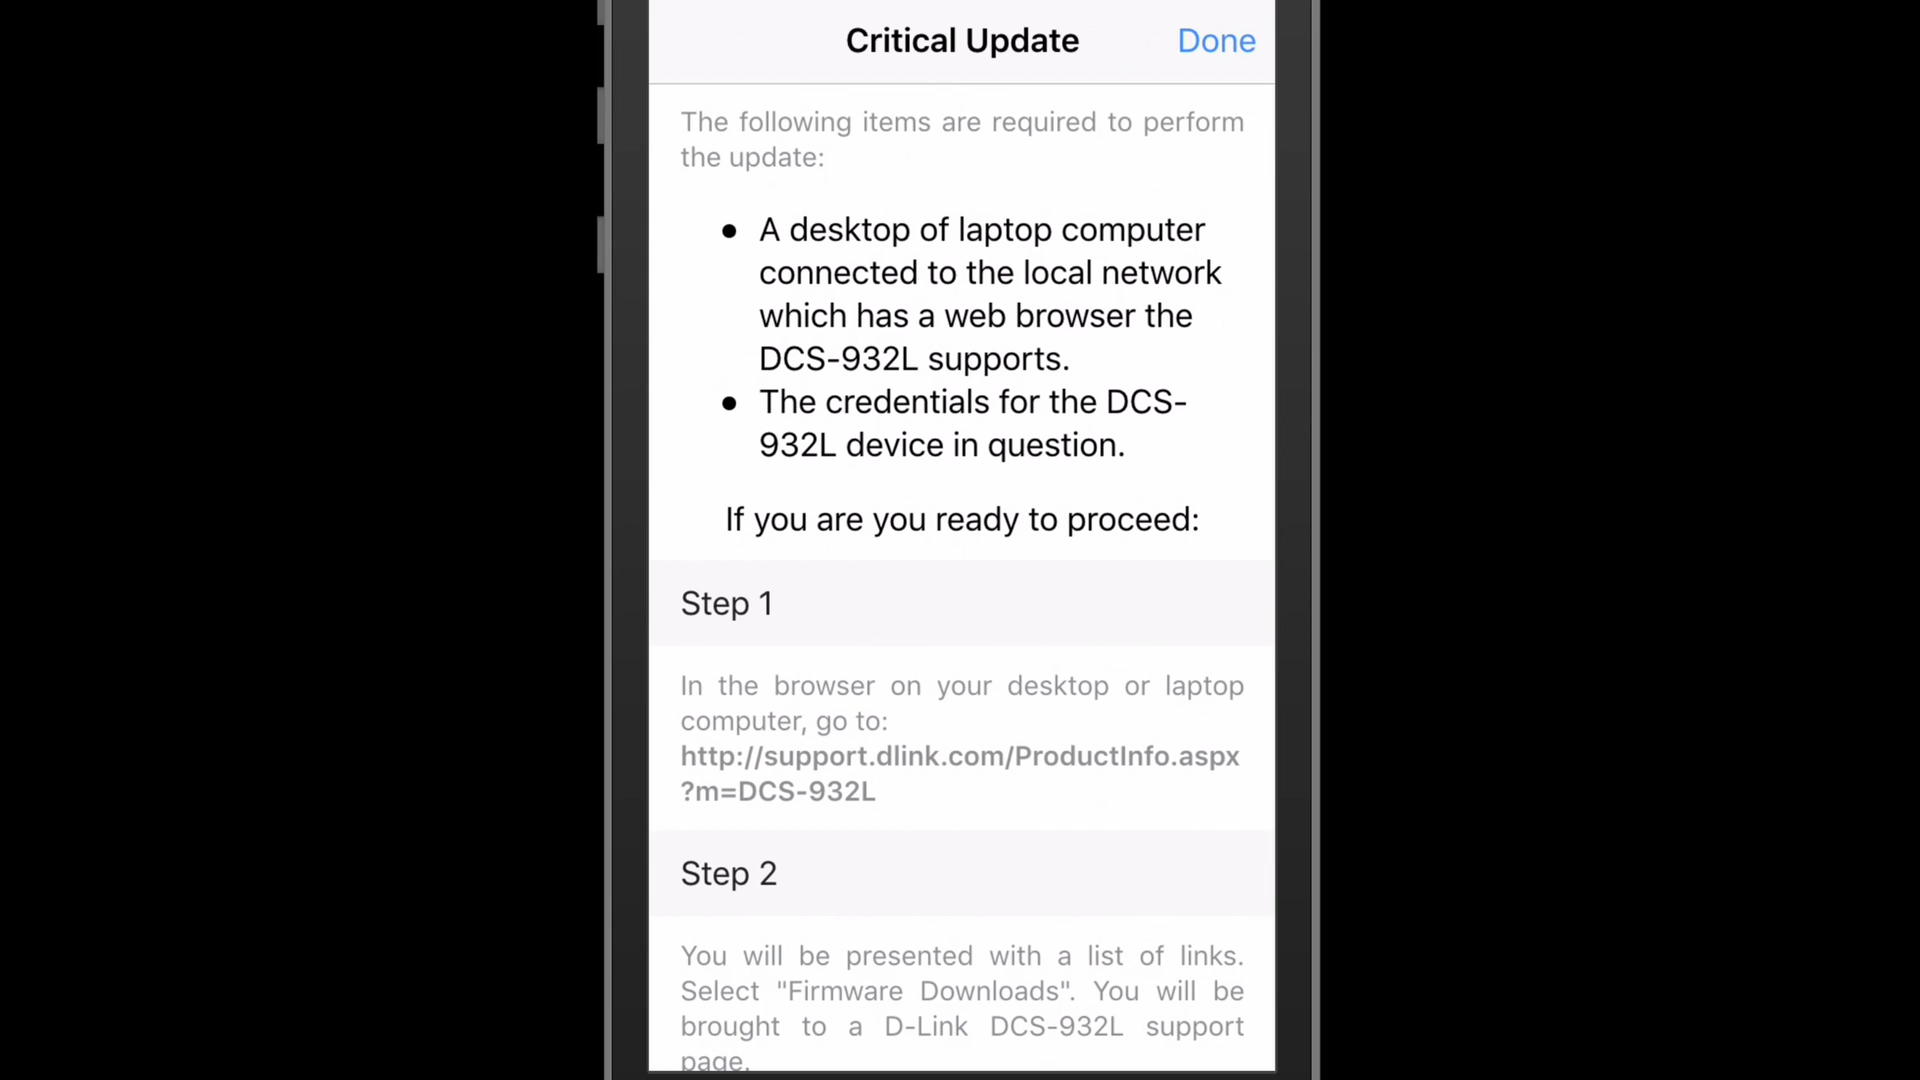 Critical Update
Done
The following items are required to perform
the update:
● A desktop of laptop computer
connected to the local network
which has a web browser the
DCS-932L supports.
● The credentials for the DCS-
932L device in question.
If you are you ready to proceed:
Step 1
In the browser on your desktop or laptop
computer, go to:
http://support.dlink.com/ProductInfo.aspx
?m=DCS-932L
Step 2
You will be presented with a list of links.
Select "Firmware Downloads". You will be
brought to a D-Link DCS-932L support
page.